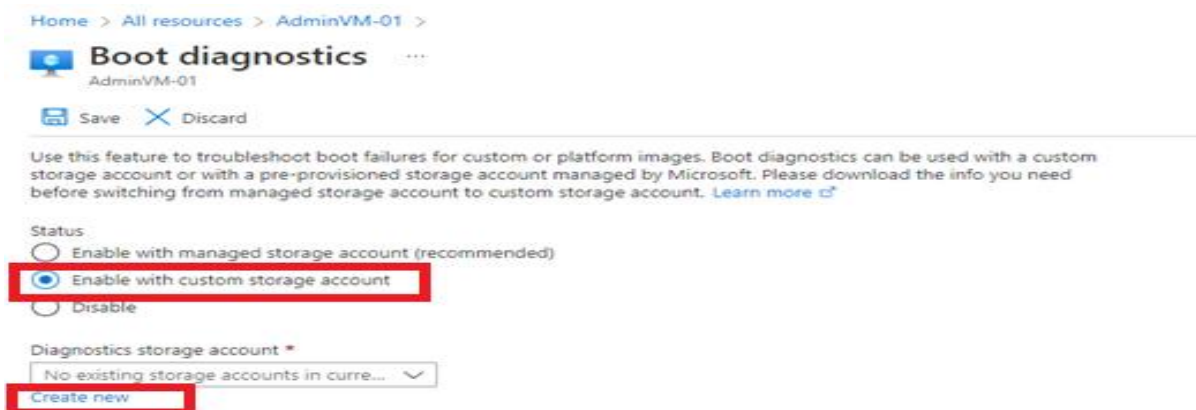 Home > All resources > AdminVM-01 >
Boot diagnostics ...
AdminVM-01
Save Discard
Use this feature to troubleshoot boot failures for custom or platform images. Boot diagnostics can be used with a custom
storage account or with a pre-provisioned storage account managed by Microsoft. Please download the info you need
before switching from managed storage account to custom storage account. Learn more
Status
Enable with managed storage account (recommended)
Enable with custom storage account
Disable
Diagnostics storage account *
No existing storage accounts in curre...
Create new